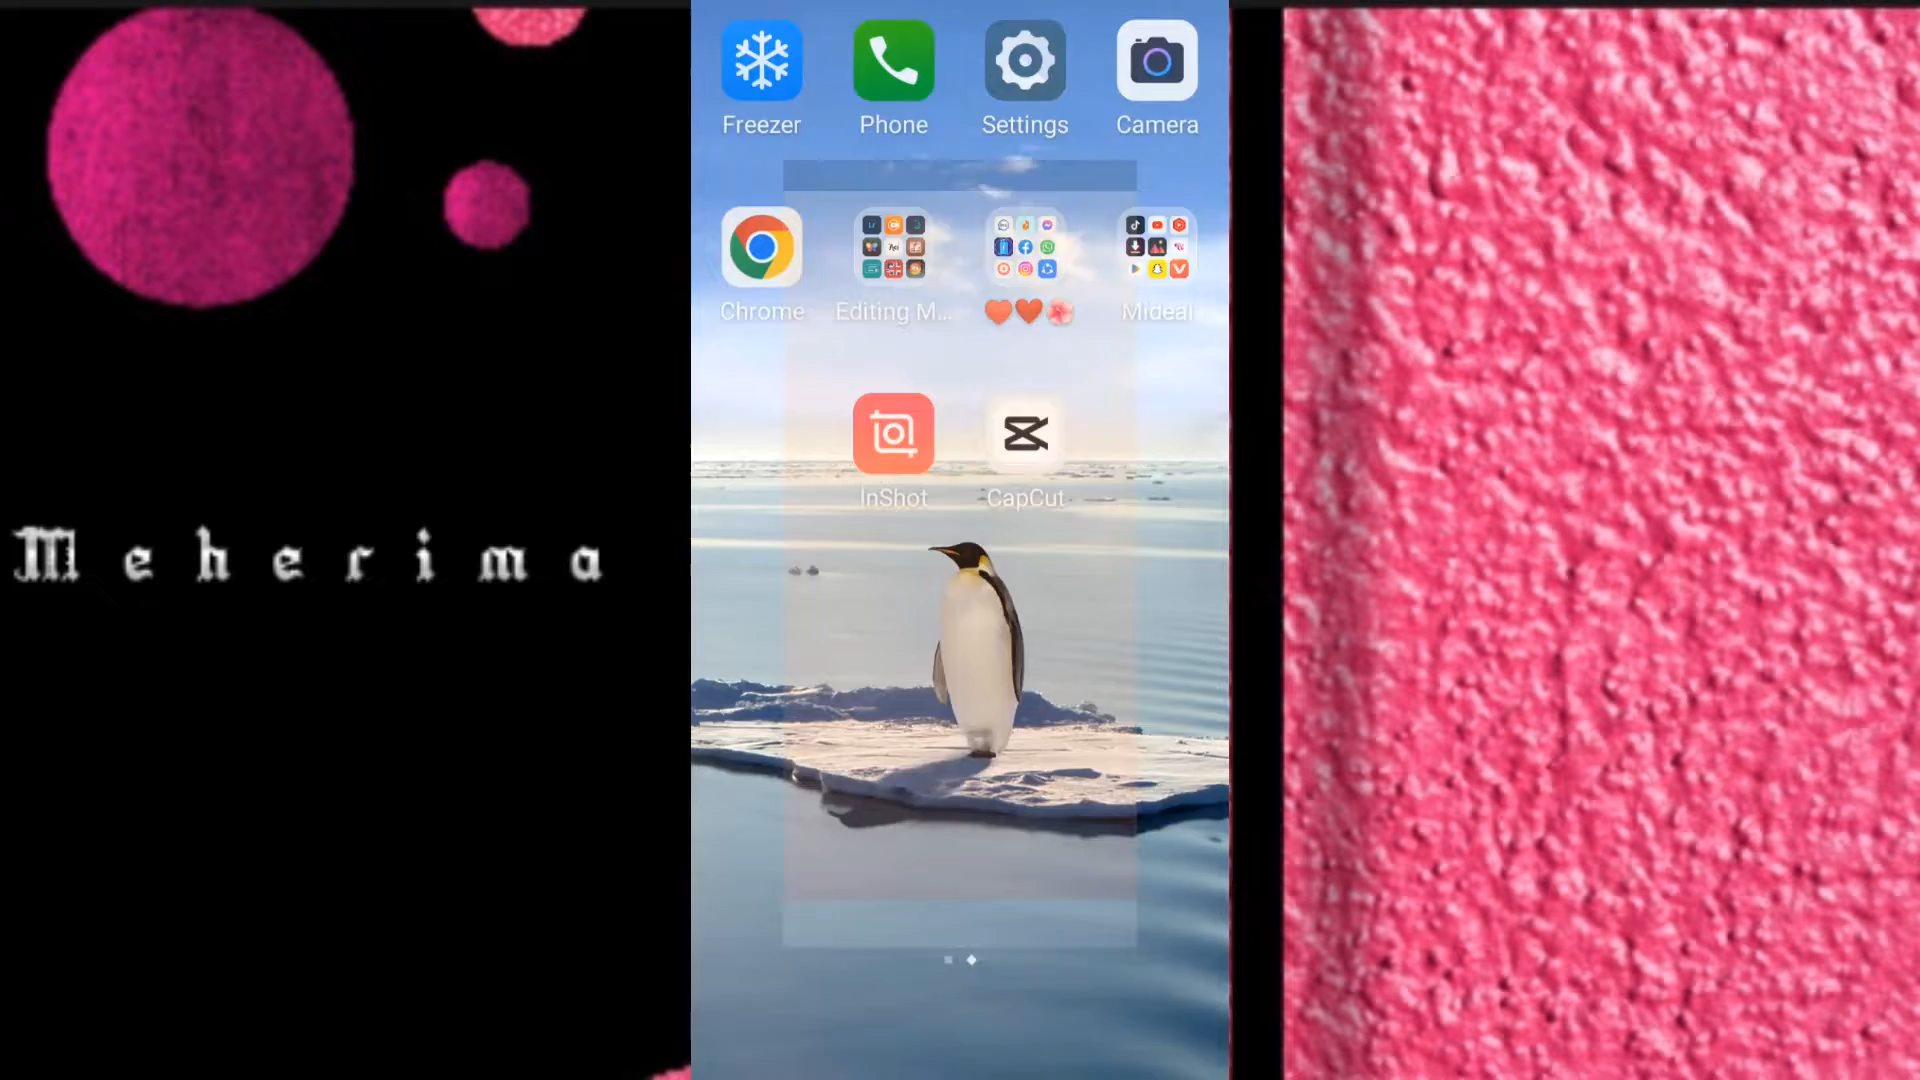 Freezer Phone Settings Camera
Chrome Editing M... ❤️❤️🌺 Mideal
InShot CapCut
Meherima